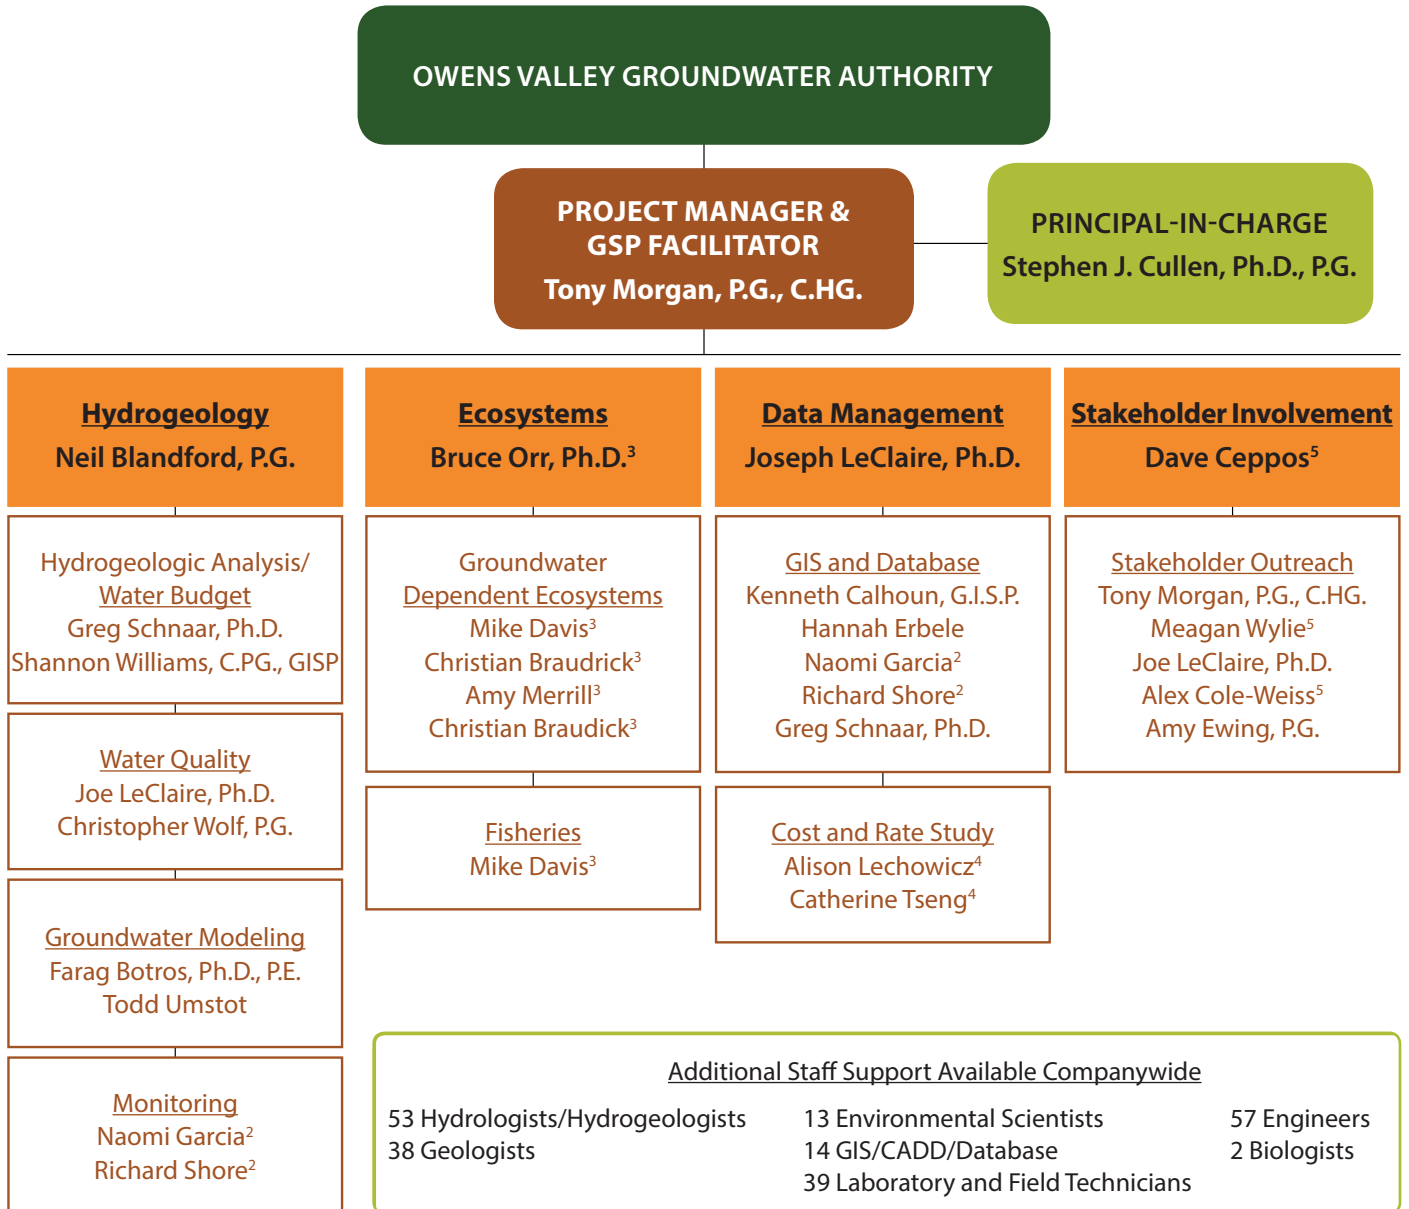 OWENS VALLEY GROUNDWATER AUTHORITY
PROJECT MANAGER &
GSP FACILITATOR
Tony Morgan, P.G., C.HG.
PRINCIPAL-IN-CHARGE
Stephen J. Cullen, Ph.D., P.G.
Hydrogeology
Neil Blandford, P.G.
Hydrogeologic Analysis/
Water Budget
Greg Schnaar, Ph.D.
Shannon Williams, C.PG., GISP
Water Quality
Joe LeClaire, Ph.D.
Christopher Wolf, P.G.
Groundwater Modeling
Farag Botros, Ph.D., P.E.
Todd Umstot
Monitoring
Naomi Garcia²
Richard Shore²
Ecosystems
Bruce Orr, Ph.D.³
Groundwater
Dependent Ecosystems
Mike Davis³
Christian Braudrick³
Amy Merrill³
Christian Braudick³
Fisheries
Mike Davis³
Data Management
Joseph LeClaire, Ph.D.
GIS and Database
Kenneth Calhoun, G.I.S.P.
Hannah Erbele
Naomi Garcia²
Richard Shore²
Greg Schnaar, Ph.D.
Cost and Rate Study
Alison Lechowicz⁴
Catherine Tseng⁴
Stakeholder Involvement
Dave Ceppos⁵
Stakeholder Outreach
Tony Morgan, P.G., C.HG.
Meagan Wylie⁵
Joe LeClaire, Ph.D.
Alex Cole-Weiss⁵
Amy Ewing, P.G.
Additional Staff Support Available Companywide
53 Hydrologists/Hydrogeologists
38 Geologists
13 Environmental Scientists
14 GIS/CADD/Database
39 Laboratory and Field Technicians
57 Engineers
2 Biologists